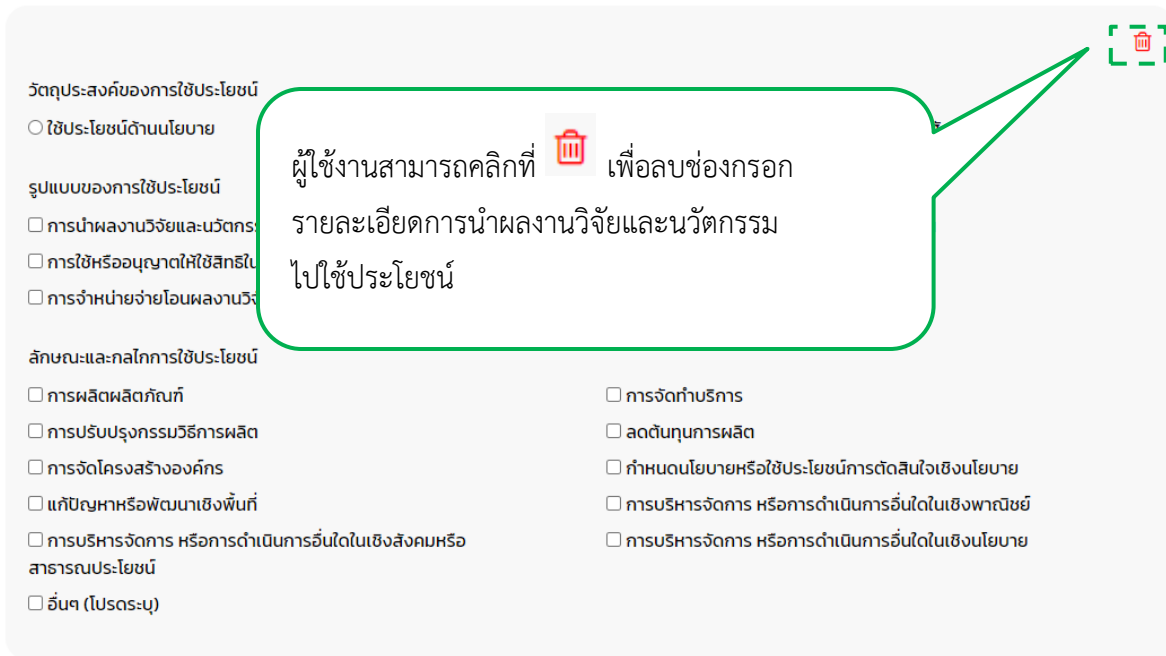 วัตถุประสงค์ของการใช้ประโยชน์
ใช้ประโยชน์ด้านนโยบาย
ผู้ใช้งานสามารถคลิกที่ เพื่อลบช่องกรอก
รายละเอียดการนำผลงานวิจัยและนวัตกรรม
ไปใช้ประโยชน์
รูปแบบของการใช้ประโยชน์
การนำผลงานวิจัยและนวัตกร
การใช้หรืออนุญาตให้ใช้สิทธิใน
การจำหน่ายจ่ายโอนผลงานวิจ
ลักษณะและกลไกการใช้ประโยชน์
การผลิตผลิตภัณฑ์
การจัดทำบริการ
การปรับปรุงกรรมวิธีการผลิต
ลดต้นทุนการผลิต
การจัดโครงสร้างองค์กร
กำหนดนโยบายหรือใช้ประโยชน์การตัดสินใจเชิงนโยบาย
แก้ปัญหาหรือพัฒนาเชิงพื้นที่
การบริหารจัดการ หรือการดำเนินการอื่นใดในเชิงพาณิชย์
การบริหารจัดการ หรือการดำเนินการอื่นใดในเชิงสังคมหรือ
สาธารณประโยชน์
การบริหารจัดการ หรือการดำเนินการอื่นใดในเชิงนโยบาย
อื่นๆ (โปรดระบุ)